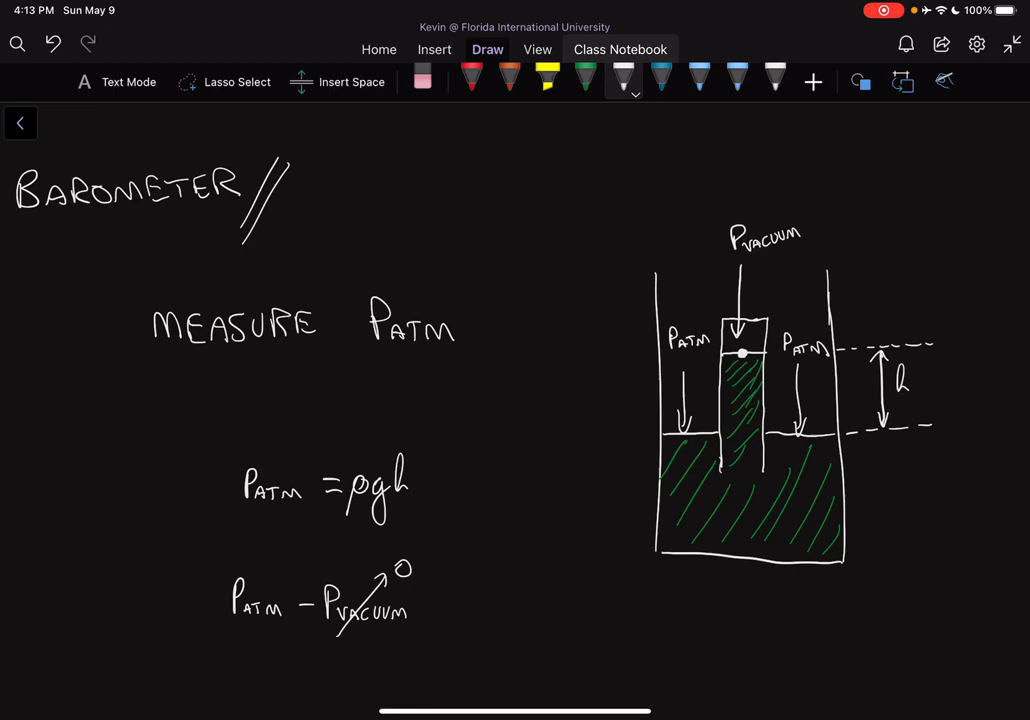 4:13 PM Sun May 9
100%
Kevin @ Florida International University
Home Insert Draw View Class Notebook
A Text Mode Lasso Select Insert Space
BAROMETER
MEASURE PATM
PATM = ρgh
PATM - PVACUUM 0
PVACUUM
PATM PATM
h